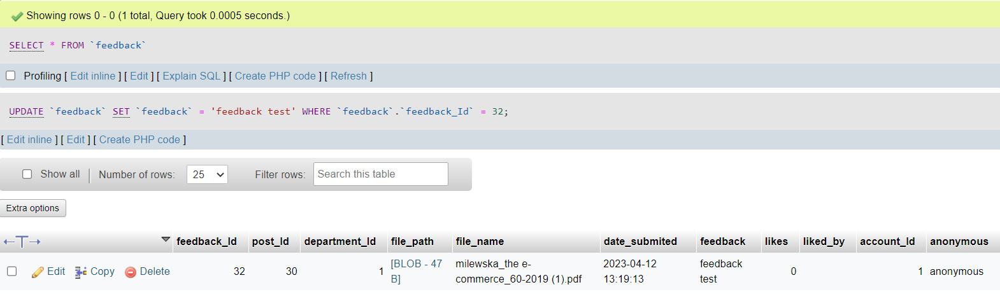 Showing rows 0 - 0 (1 total, Query took 0.0005 seconds.)
SELECT * FROM `feedback`
Profiling [ Edit inline ] [ Edit ] [ Explain SQL ] [ Create PHP code ] [ Refresh ]
UPDATE `feedback` SET `feedback` = 'feedback test' WHERE `feedback`.`feedback_Id` = 32;
[ Edit inline ] [ Edit ] [ Create PHP code ]
Show all Number of rows: 25 Filter rows: Search this table
Extra options
feedback_Id post_Id department_Id file_path file_name date_submited feedback likes liked_by account_Id anonymous
Edit Copy Delete 32 30 1 [BLOB - 47 milewska_the e- 2023-04-12 feedback 0 1 anonymous
B] commerce_60-2019 (1).pdf 13:19:13 test